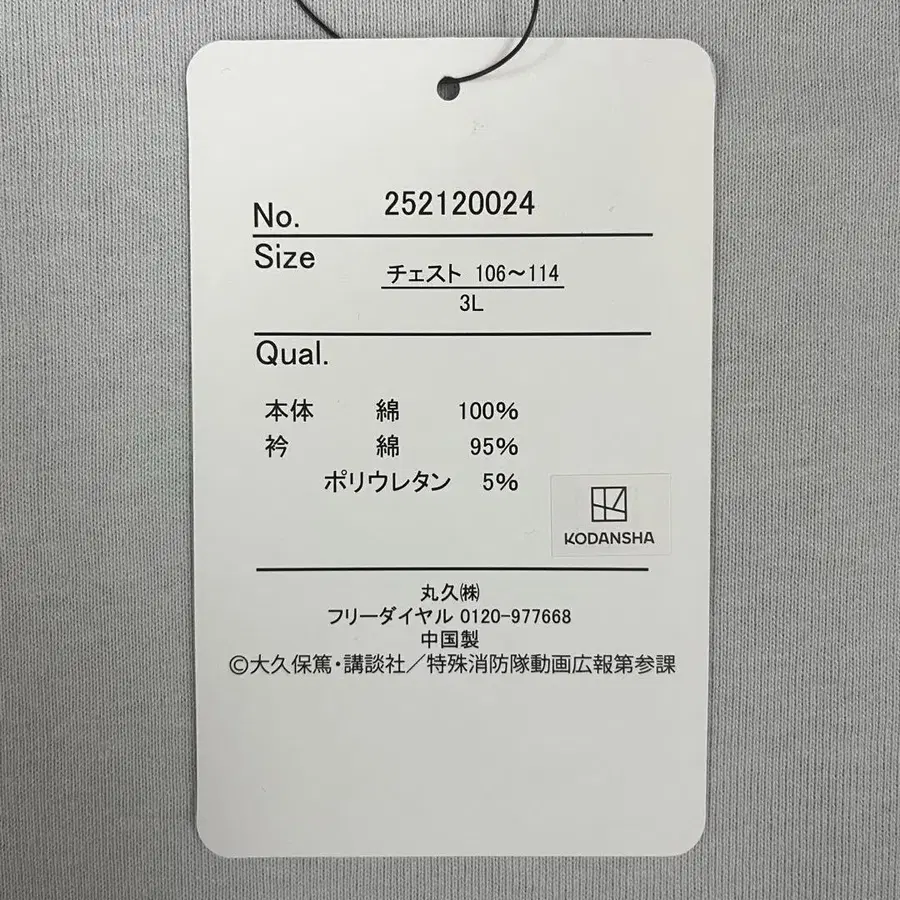 No. 252120024
Size
チェスト 106～114
3L
Qual.
本体 綿 100%
衿 綿 95%
ポリウレタン 5%
KODANSHA
丸久㈱
フリーダイヤル 0120-977668
中国製
©大久保篤・講談社／特殊消防隊動画広報第参課